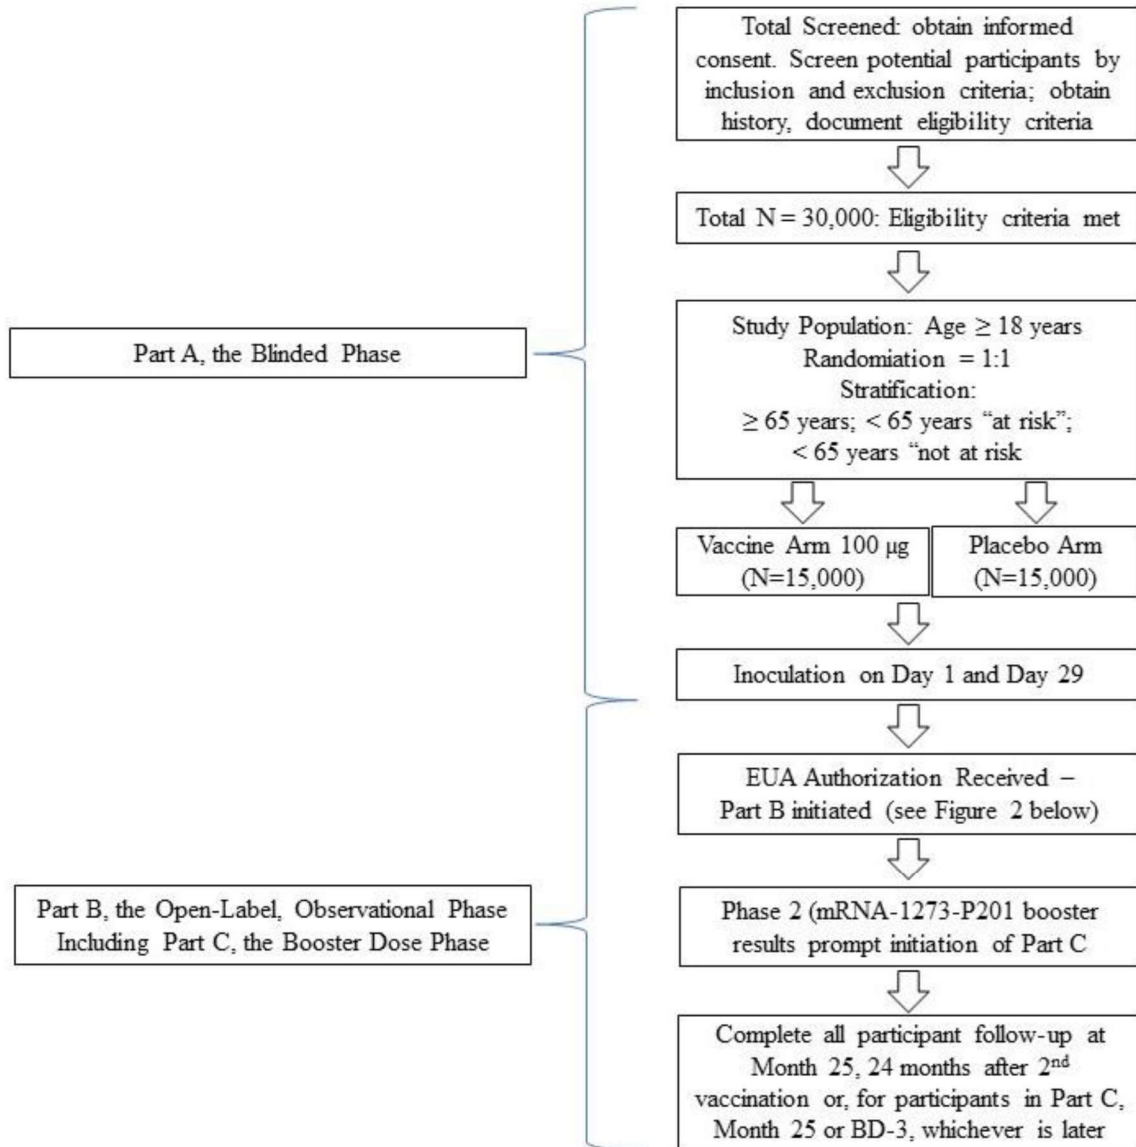 Total Screened: obtain informed
consent. Screen potential participants by
inclusion and exclusion criteria; obtain
history, document eligibility criteria
Total N = 30,000: Eligibility criteria met
Part A, the Blinded Phase
Study Population: Age ≥ 18 years
Randomiation = 1:1
Stratification:
≥ 65 years; < 65 years “at risk”;
< 65 years “not at risk
Vaccine Arm 100 µg
(N=15,000)
Placebo Arm
(N=15,000)
Inoculation on Day 1 and Day 29
EUA Authorization Received –
Part B initiated (see Figure 2 below)
Part B, the Open-Label, Observational Phase
Including Part C, the Booster Dose Phase
Phase 2 (mRNA-1273-P201 booster
results prompt initiation of Part C
Complete all participant follow-up at
Month 25, 24 months after 2nd
vaccination or, for participants in Part C,
Month 25 or BD-3, whichever is later